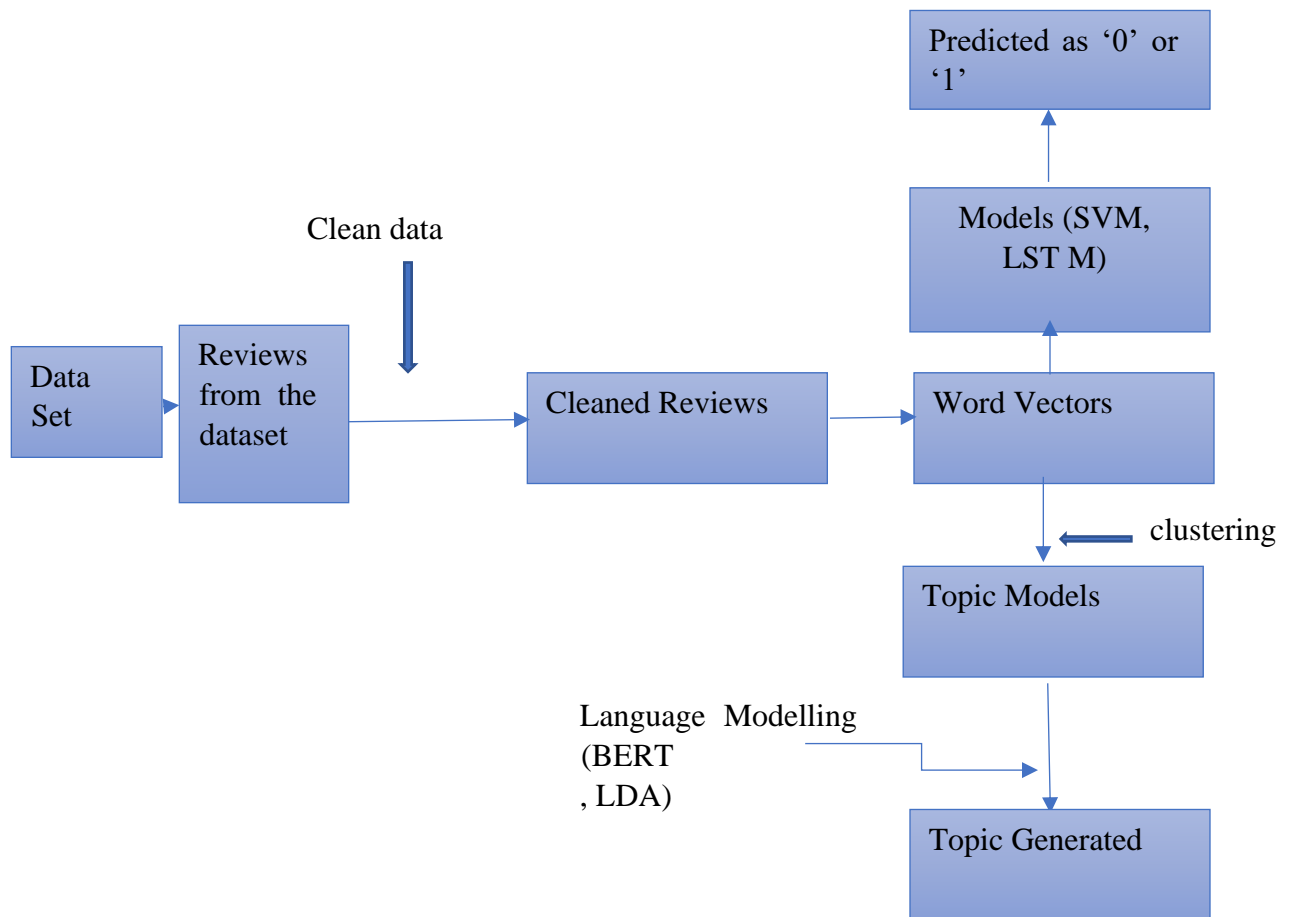 Predicted as ‘0’ or
‘1’
Models (SVM,
LST M)
Clean data
Data
Set
Reviews
from the
dataset
Cleaned Reviews
Word Vectors
clustering
Topic Models
Language Modelling
(BERT
, LDA)
Topic Generated